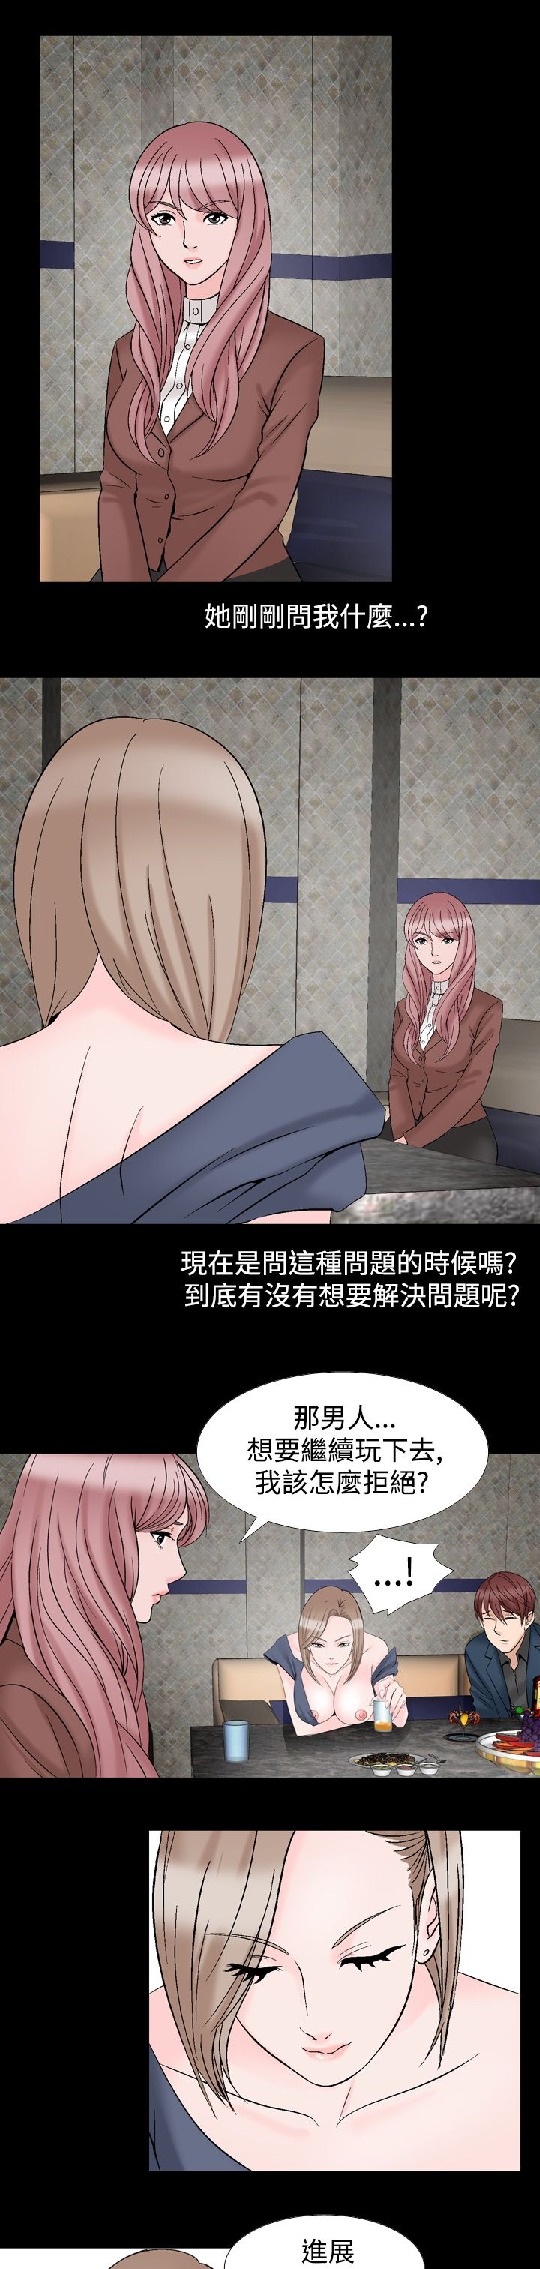 她剛剛問我什麼...?
現在是問這種問題的時候嗎?
到底有沒有想要解決問題呢?
那男人...
想要繼續玩下去,
我該怎麼拒絕?
...!
進展